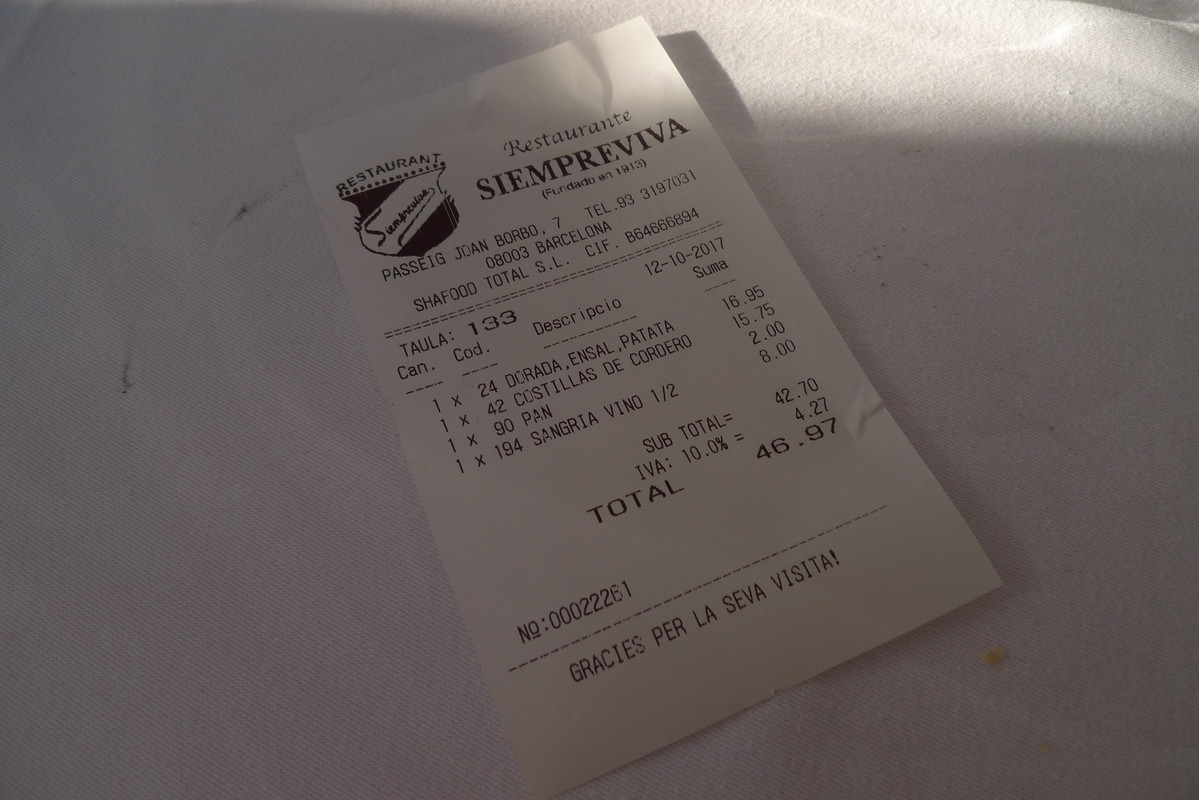 RESTAURANT
Siempreviva
Restaurante
SIEMPREVIVA
(Fundado en 1913)
PASSEIG JOAN BORBO, 7 TEL.93 3197031
08003 BARCELONA
SHAFOOD TOTAL S.L. CIF. B64666894
12-10-2017
TAULA: 133
Can. Cod. Descripcio Suma
1 X 24 DORADA,ENSAL,PATATA 16.95
1 X 42 COSTILLAS DE CORDERO 15.75
1 X 90 PAN 2.00
1 X 194 SANGRIA VINO 1/2 8.00
SUB TOTAL= 42.70
IVA: 10.0% = 4.27
TOTAL 46.97
Nº:00022261
GRACIES PER LA SEVA VISITA!